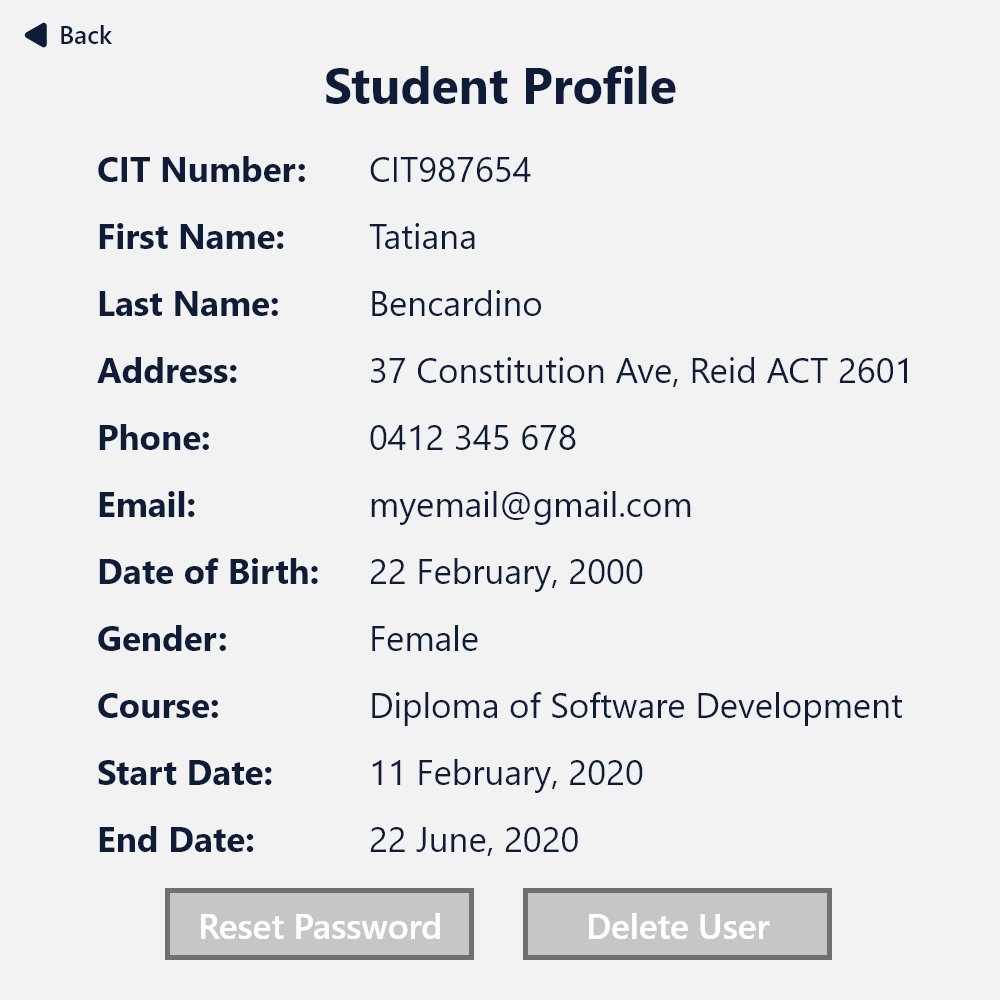 Back
Student Profile
CIT Number: CIT987654
First Name: Tatiana
Last Name: Bencardino
Address: 37 Constitution Ave, Reid ACT 2601
Phone: 0412 345 678
Email: myemail@gmail.com
Date of Birth: 22 February, 2000
Gender: Female
Course: Diploma of Software Development
Start Date: 11 February, 2020
End Date: 22 June, 2020
Reset Password Delete User